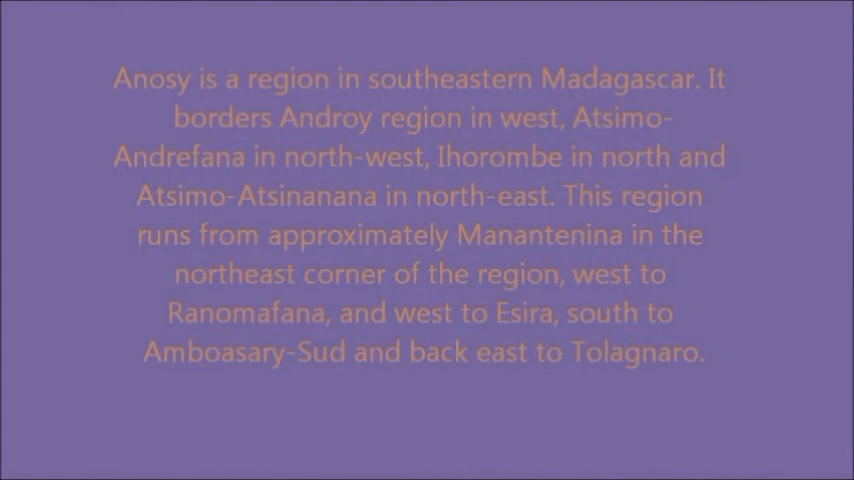 Anosy is a region in southeastern Madagascar. It
borders Androy region in west, Atsimo-
Andrefana in north-west, Ihorombe in north and
Atsimo-Atsinanana in north-east. This region
runs from approximately Manantenina in the
northeast corner of the region, west to
Ranomafana, and west to Esira, south to
Amboasary-Sud and back east to Tolagnaro.